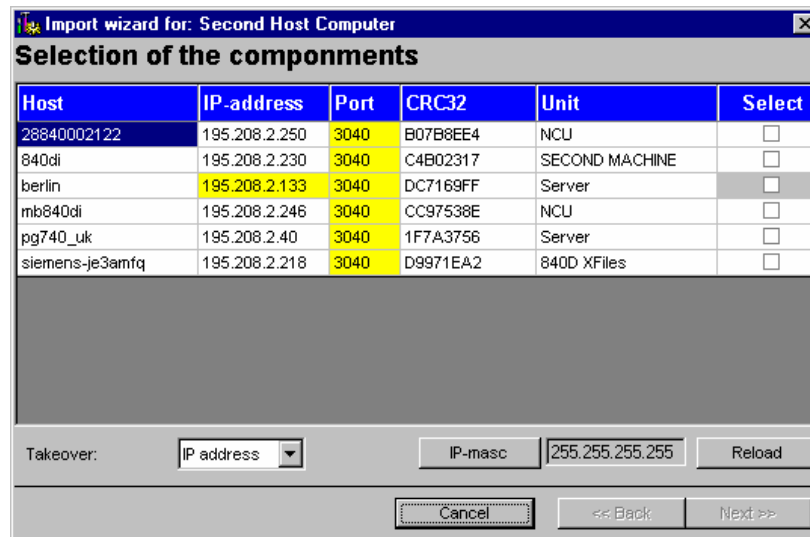 Import wizard for: Second Host Computer
Selection of the componments
Host IP-address Port CRC32 Unit Select
28840002122 195.208.2.250 3040 B07B8EE4 NCU
840di 195.208.2.230 3040 C4B02317 SECOND MACHINE
berlin 195.208.2.133 3040 DC7169FF Server
mb840di 195.208.2.246 3040 CC97538E NCU
pg740_uk 195.208.2.40 3040 1F7A3756 Server
siemens-je3amfq 195.208.2.218 3040 D9971EA2 840D XFiles
Takeover: IP address IP-masc 255.255.255.255 Reload
Cancel << Back Next >>